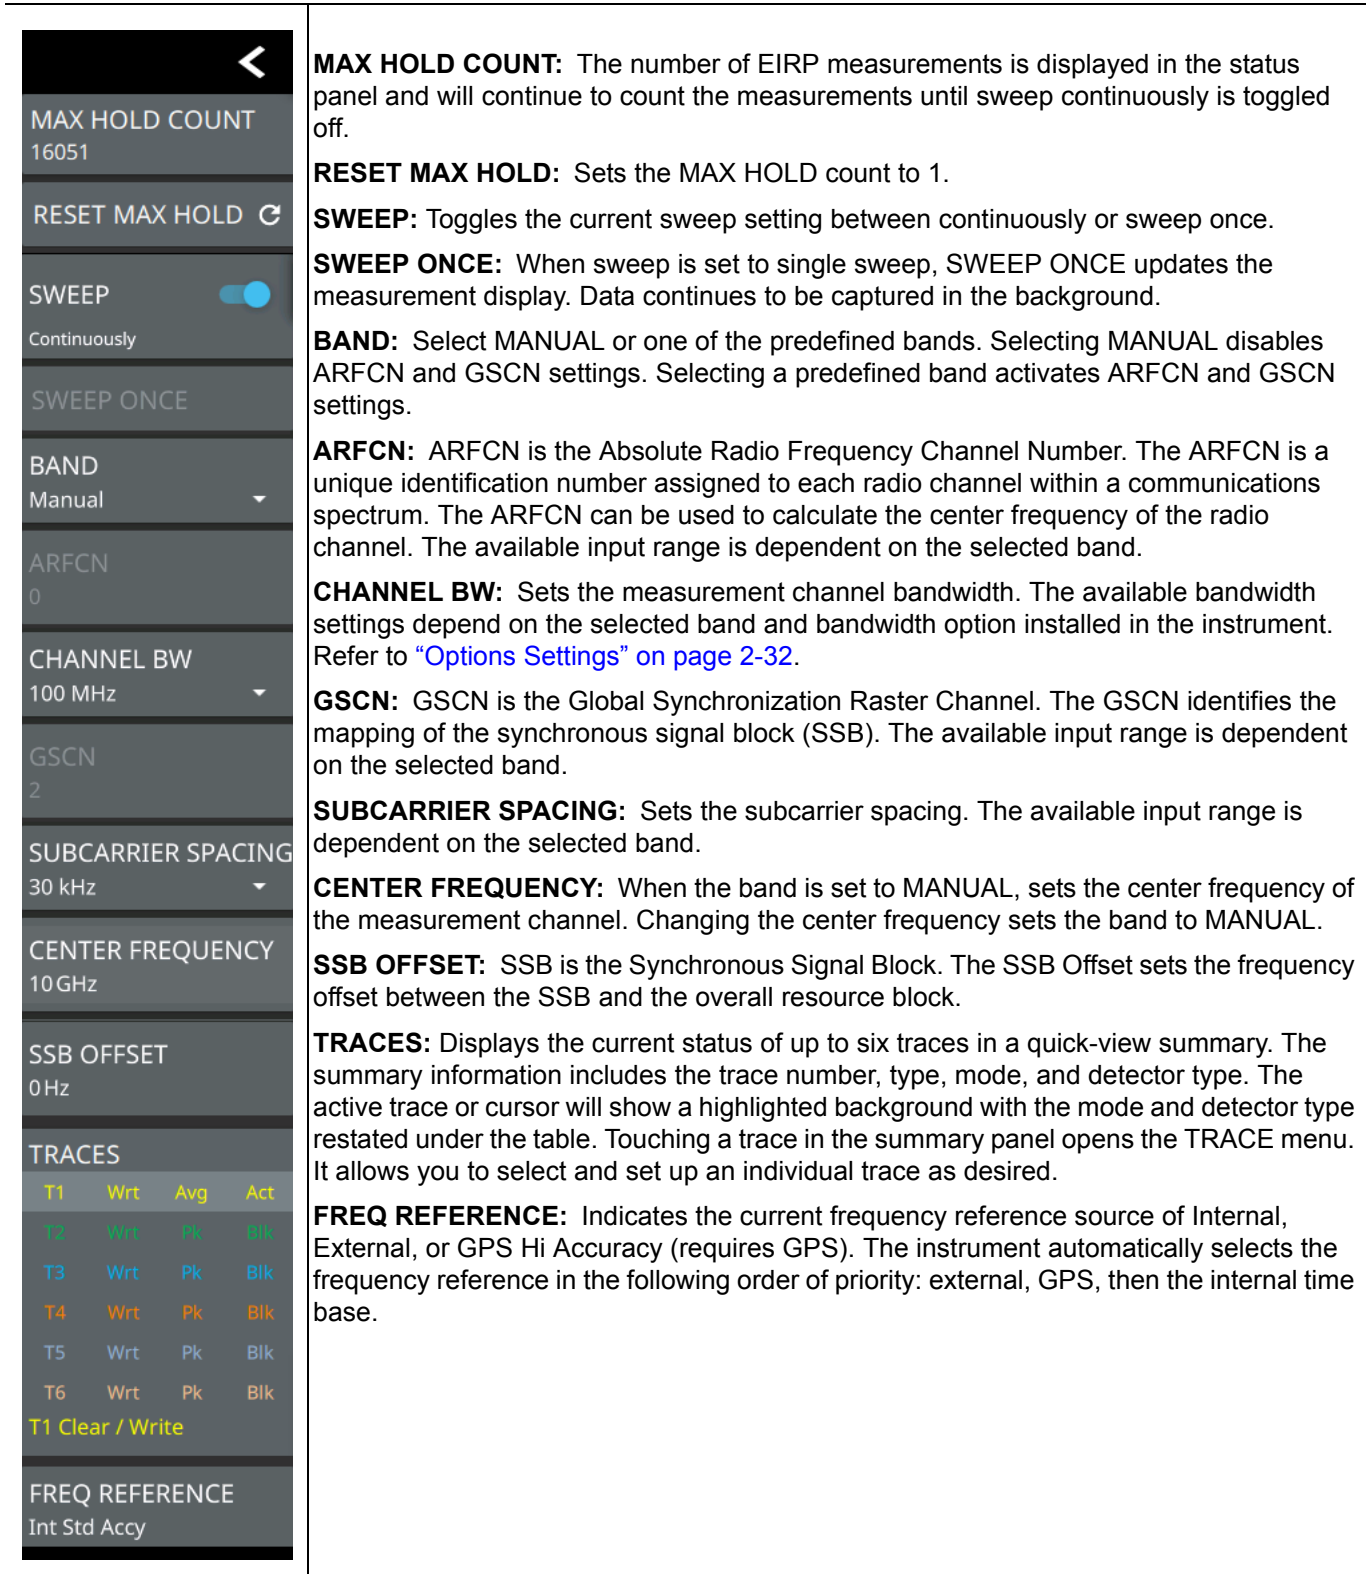 MAX HOLD COUNT
16051
RESET MAX HOLD
SWEEP
Continuously
SWEEP ONCE
BAND
Manual
ARFCN
0
CHANNEL BW
100 MHz
GSCN
2
SUBCARRIER SPACING
30 kHz
CENTER FREQUENCY
10 GHz
SSB OFFSET
0 Hz
TRACES
T1 Wrt Avg Act
T2 Wrt Pk Blk
T3 Wrt Pk Blk
T4 Wrt Pk Blk
T5 Wrt Pk Blk
T6 Wrt Pk Blk
T1 Clear / Write
FREQ REFERENCE
Int Std Accy
MAX HOLD COUNT: The number of EIRP measurements is displayed in the status
panel and will continue to count the measurements until sweep continuously is toggled
off.
RESET MAX HOLD: Sets the MAX HOLD count to 1.
SWEEP: Toggles the current sweep setting between continuously or sweep once.
SWEEP ONCE: When sweep is set to single sweep, SWEEP ONCE updates the
measurement display. Data continues to be captured in the background.
BAND: Select MANUAL or one of the predefined bands. Selecting MANUAL disables
ARFCN and GSCN settings. Selecting a predefined band activates ARFCN and GSCN
settings.
ARFCN: ARFCN is the Absolute Radio Frequency Channel Number. The ARFCN is a
unique identification number assigned to each radio channel within a communications
spectrum. The ARFCN can be used to calculate the center frequency of the radio
channel. The available input range is dependent on the selected band.
CHANNEL BW: Sets the measurement channel bandwidth. The available bandwidth
settings depend on the selected band and bandwidth option installed in the instrument.
Refer to “Options Settings” on page 2-32.
GSCN: GSCN is the Global Synchronization Raster Channel. The GSCN identifies the
mapping of the synchronous signal block (SSB). The available input range is dependent
on the selected band.
SUBCARRIER SPACING: Sets the subcarrier spacing. The available input range is
dependent on the selected band.
CENTER FREQUENCY: When the band is set to MANUAL, sets the center frequency of
the measurement channel. Changing the center frequency sets the band to MANUAL.
SSB OFFSET: SSB is the Synchronous Signal Block. The SSB Offset sets the frequency
offset between the SSB and the overall resource block.
TRACES: Displays the current status of up to six traces in a quick-view summary. The
summary information includes the trace number, type, mode, and detector type. The
active trace or cursor will show a highlighted background with the mode and detector type
restated under the table. Touching a trace in the summary panel opens the TRACE menu.
It allows you to select and set up an individual trace as desired.
FREQ REFERENCE: Indicates the current frequency reference source of Internal,
External, or GPS Hi Accuracy (requires GPS). The instrument automatically selects the
frequency reference in the following order of priority: external, GPS, then the internal time
base.